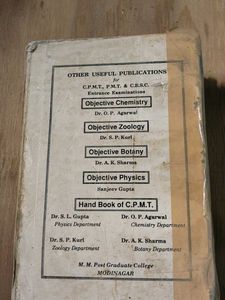 OTHER USEFUL PUBLICATIONS
for
C.P.M.T., P.M.T. & C.B.S.C.
Entrance Examinations
Objective Chemistry
Dr. O. P. Agarwal
Objective Zoology
Dr. S. P. Kurl
Objective Botany
Dr. A. K. Sharma
Objective Physics
Sanjeev Gupta
Hand Book of C.P.M.T.
Dr. S. L. Gupta Dr. O. P. Agarwal
Physics Department Chemistry Department
Dr. S. P. Kurl Dr. A. K. Sharma
Zoology Department Botany Department
M. M. Post Graduate College
MODINAGAR